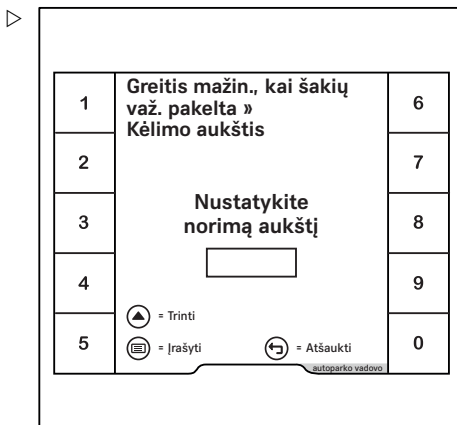 Greitis mažin., kai šakių
važ. pakelta »
Kėlimo aukštis
1
2
3
4
5
6
7
8
9
0
Nustatykite
norimą aukštį
= Trinti
= Įrašyti
= Atšaukti
autoparko vadovo